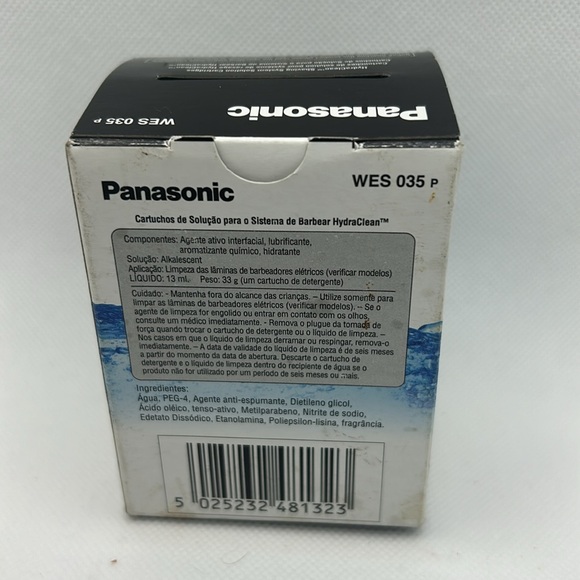 HydraClean™
Shaving System Solution Cartridges
Panasonic
WES 035 P
Panasonic
WES 035 P
Cartuchos de Solução para o Sistema de Barbear HydraClean™
Componentes: Agente ativo interfacial, lubrificante,
aromatizante químico, hidratante
Solução: Alkalescent
Aplicação: Limpeza das lâminas de barbeadores elétricos (verificar modelos)
LÍQUIDO: 13 ml. Peso: 33 g (um cartucho de detergente)
Cuidado: - Mantenha fora do alcance das crianças. – Utilize somente para
limpar as lâminas de barbeadores elétricos (verificar modelos). – Se o
agente de limpeza for engolido ou entrar em contato com os olhos,
consulte um médico imediatamente. - Remova o plugue da tomada de
força quando trocar o cartucho de detergente ou o líquido de limpeza. –
Nos casos em que o líquido de limpeza derramar ou respingar, remova-o
imediatamente. – A data de validade do líquido de limpeza é de seis meses
a partir do momento da data de abertura. Descarte o cartucho de
detergente e o líquido de limpeza dentro do recipiente de água se o
produto não for utilizado por um período de seis meses ou mais.
Ingredientes:
Água, PEG-4, Agente anti-espumante, Dietileno glicol,
Ácido oléico, tenso-ativo, Metilparabeno, Nitrite de sodio,
Edetato Dissódico, Etanolamina, Poliepsilon-lisina, fragrância.
5 025232 481323